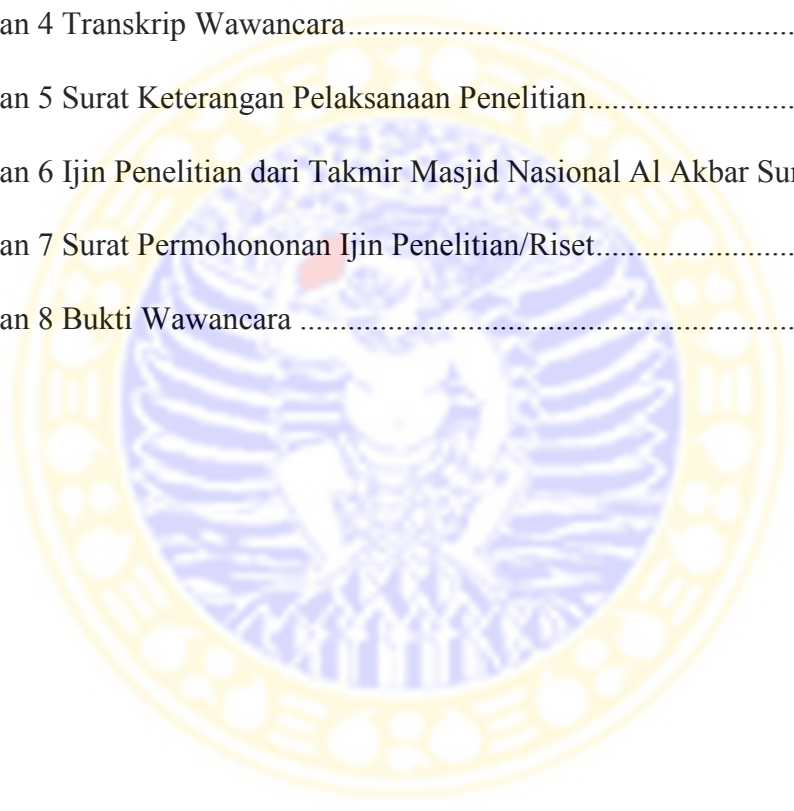 an 4 Transkrip Wawancara........................................................
an 5 Surat Keterangan Pelaksanaan Penelitian..........................
an 6 Ijin Penelitian dari Takmir Masjid Nasional Al Akbar Sur
an 7 Surat Permohononan Ijin Penelitian/Riset.........................
an 8 Bukti Wawancara ..............................................................